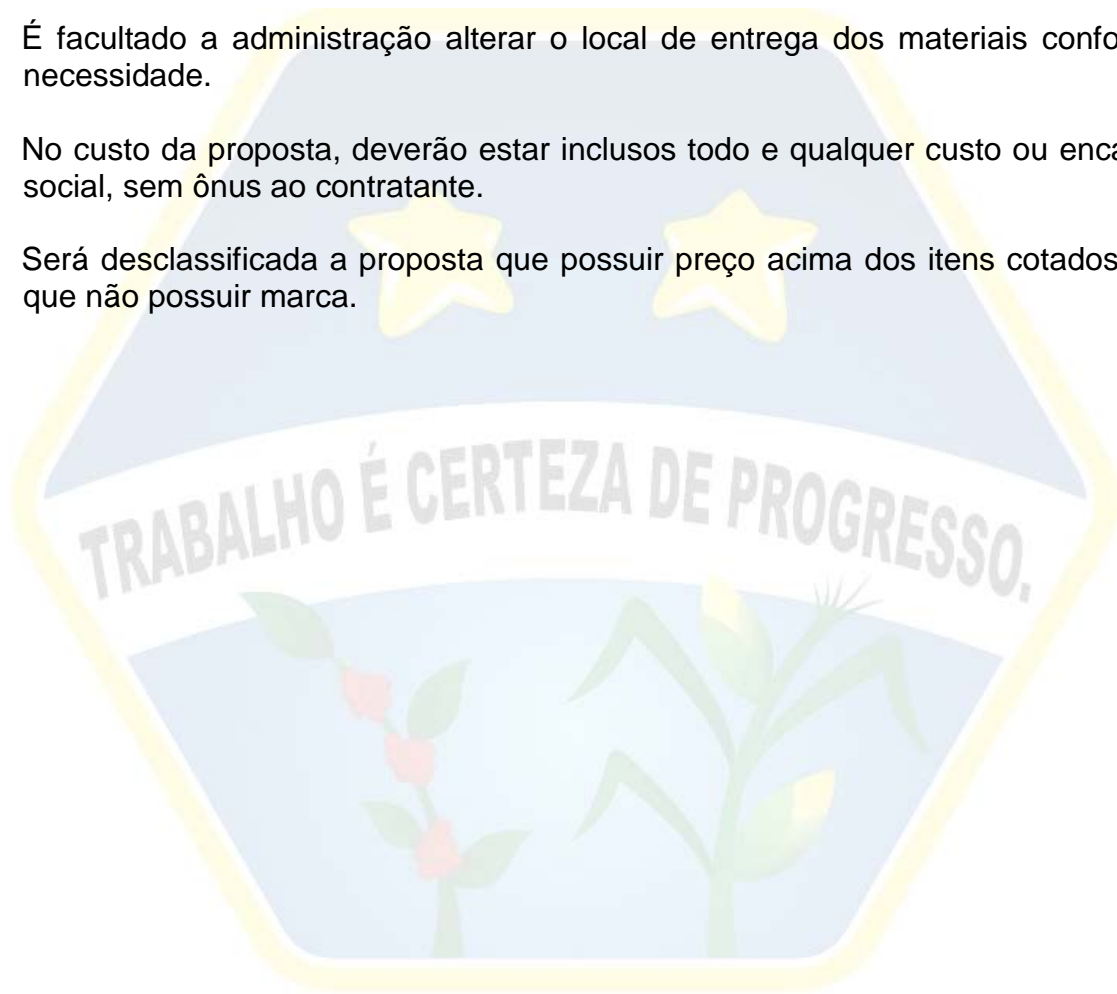 É facultado a administração alterar o local de entrega dos materiais
necessidade.
No custo da proposta, deverão estar inclusos todo e qualquer custo ou
social, sem ônus ao contratante.
Será desclassificada a proposta que possuir preço acima dos itens cotados
que não possuir marca.
TRABALHO É CERTEZA DE PROGRESSO.